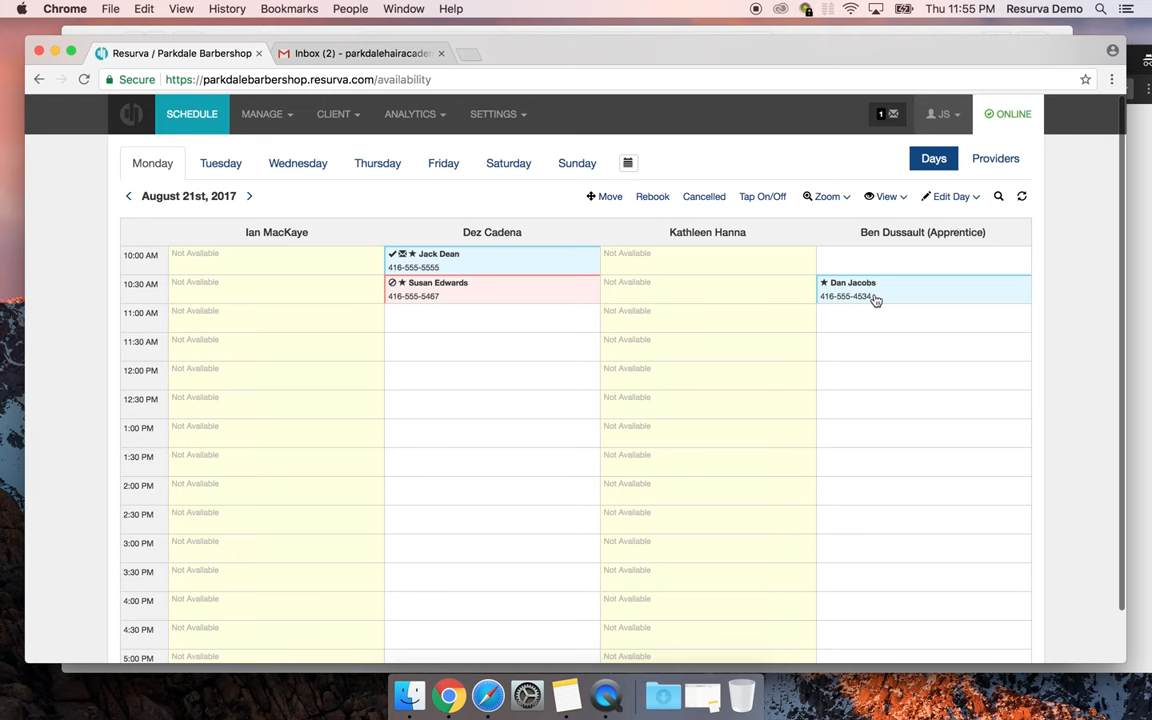 Chrome File Edit View History Bookmarks People Window Help Thu 11:55 PM Resurva Demo
Resurva / Parkdale Barbershop × Inbox (2) - parkdalehairacaden ×
Secure https://parkdalebarbershop.resurva.com/availability
SCHEDULE MANAGE CLIENT ANALYTICS SETTINGS 1 JS ONLINE
Monday Tuesday Wednesday Thursday Friday Saturday Sunday Days Providers
August 21st, 2017 Move Rebook Cancelled Tap On/Off Zoom View Edit Day
Ian MacKaye Dez Cadena Kathleen Hanna Ben Dussault (Apprentice)
10:00 AM Not Available Jack Dean Not Available
416-555-5555
10:30 AM Not Available Susan Edwards Not Available Dan Jacobs
416-555-5467 416-555-4534
11:00 AM Not Available Not Available
11:30 AM Not Available Not Available
12:00 PM Not Available Not Available
12:30 PM Not Available Not Available
1:00 PM Not Available Not Available
1:30 PM Not Available Not Available
2:00 PM Not Available Not Available
2:30 PM Not Available Not Available
3:00 PM Not Available Not Available
3:30 PM Not Available Not Available
4:00 PM Not Available Not Available
4:30 PM Not Available Not Available
5:00 PM Not Available Not Available